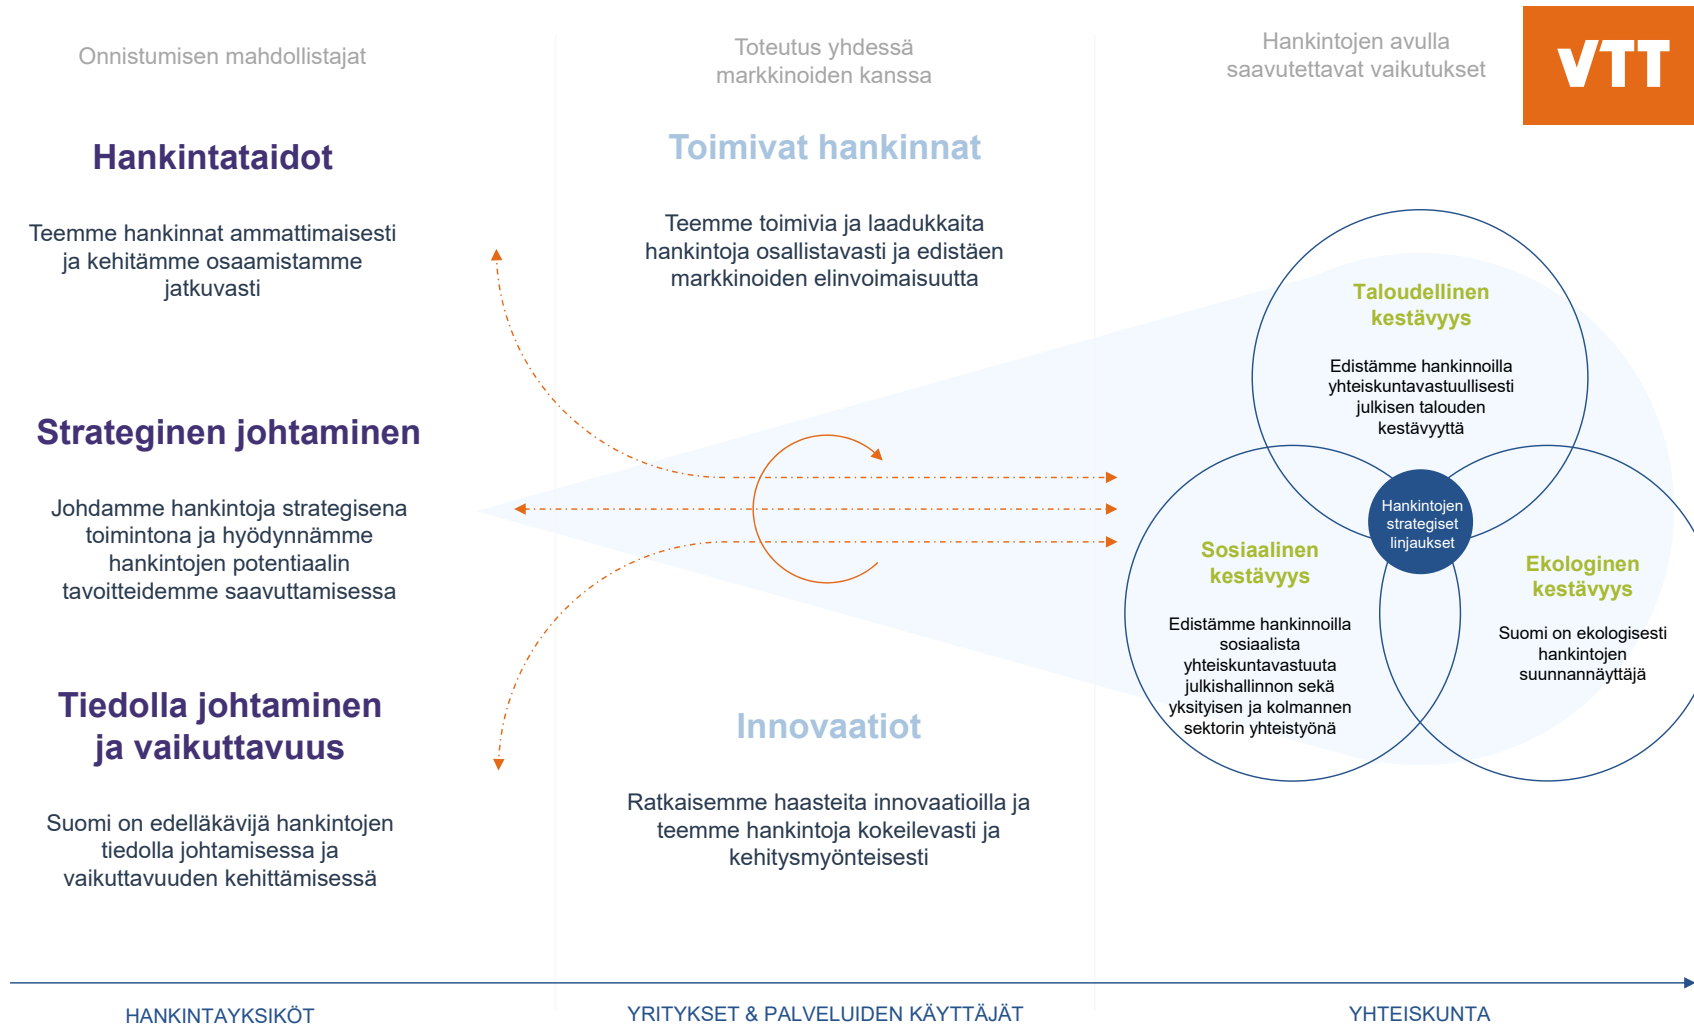 Onnistumisen mahdollistajat
Hankintataidot
Teemme hankinnat ammattimaisesti
ja kehitämme osaamistamme
jatkuvasti
Strateginen johtaminen
Johdamme hankintoja strategisena
toimintona ja hyödynnämme
hankintojen potentiaalin
tavoitteidemme saavuttamisessa
Tiedolla johtaminen
ja vaikuttavuus
Suomi on edelläkävijä hankintojen
tiedolla johtamisessa ja
vaikuttavuuden kehittämisessä
HANKINTAYKSIKÖT
Toteutus yhdessä
markkinoiden kanssa
Toimivat hankinnat
Teemme toimivia ja laadukkaita
hankintoja osallistavasti ja edistäen
markkinoiden elinvoimaisuutta
Innovaatiot
Ratkaisemme haasteita innovaatioilla ja
teemme hankintoja kokeilevasti ja
kehitysmyönteisesti
YRITYKSET & PALVELUIDEN KÄYTTÄJÄT
Hankintojen avulla
saavutettavat vaikutukset
VTT
Taloudellinen
kestävyys
Edistämme hankinnoilla
yhteiskuntavastuullisesti
julkisen talouden
kestävyyttä
Hankintojen
strategiset
linjaukset
Sosiaalinen
kestävyys
Edistämme hankinnoilla
sosiaalista
yhteiskuntavastuuta
julkishallinnon sekä
yksityisen ja kolmannen
sektorin yhteistyönä
Ekologinen
kestävyys
Suomi on ekologisesti
hankintojen
suunnannäyttäjä
YHTEISKUNTA